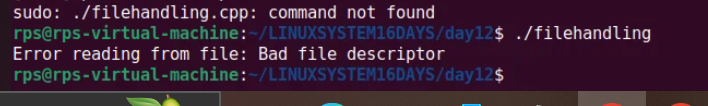 sudo: ./filehandling.cpp: command not found
rps@rps-virtual-machine:~/LINUXSYSTEM16DAYS/day12$ ./filehandling
Error reading from file: Bad file descriptor
rps@rps-virtual-machine:~/LINUXSYSTEM16DAYS/day12$